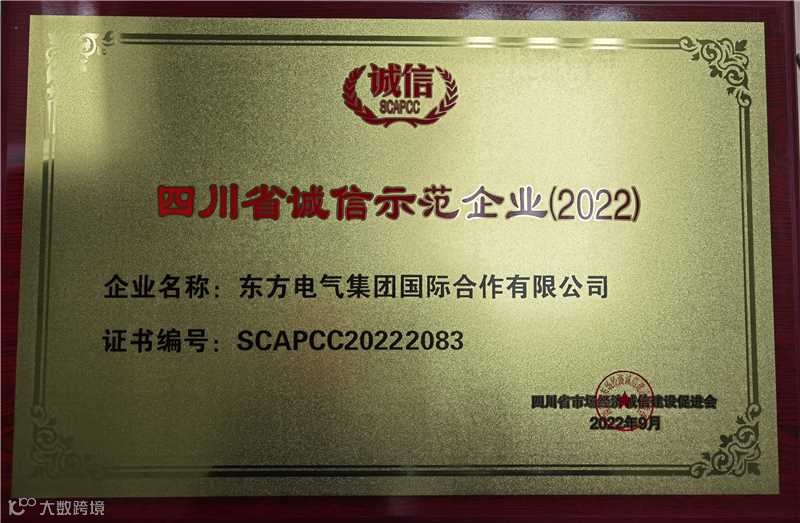 诚信
SCAPCC
四川省诚信示范企业(2022)
企业名称：东方电气集团国际合作有限公司
证书编号：SCAPCC20222083
四川省市场经济诚信建设促进会
2022年9月
大数跨境